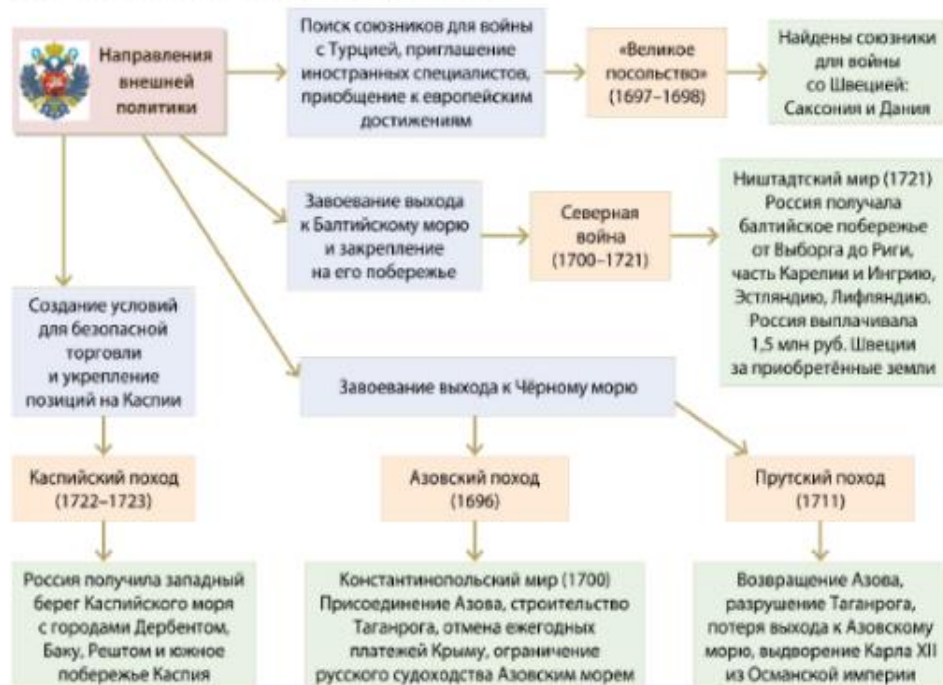 Направления
внешней
политики
Поиск союзников для войны
с Турцией, приглашение
иностранных специалистов,
приобщение к европейским
достижениям
«Великое
посольство»
(1697–1698)
Найдены союзники
для войны
со Швецией:
Саксония и Дания
Завоевание выхода
к Балтийскому морю
и закрепление
на его побережье
Северная
война
(1700–1721)
Ништадтский мир (1721)
Россия получала
балтийское побережье
от Выборга до Риги,
часть Карелии и Ингрию,
Эстляндию, Лифляндию.
Россия выплачивала
1,5 млн руб. Швеции
за приобретённые земли
Создание условий
для безопасной
торговли
и укрепление
позиций на Каспии
Завоевание выхода к Чёрному морю
Каспийский поход
(1722–1723)
Азовский поход
(1696)
Прутский поход
(1711)
Россия получила западный
берег Каспийского моря
с городами Дербентом,
Баку, Рештом и южное
побережье Каспия
Константинопольский мир (1700)
Присоединение Азова, строительство
Таганрога, отмена ежегодных
платежей Крыму, ограничение
русского судоходства Азовским морем
Возвращение Азова,
разрушение Таганрога,
потеря выхода к Азовскому
морю, выдворение Карла XII
из Османской империи